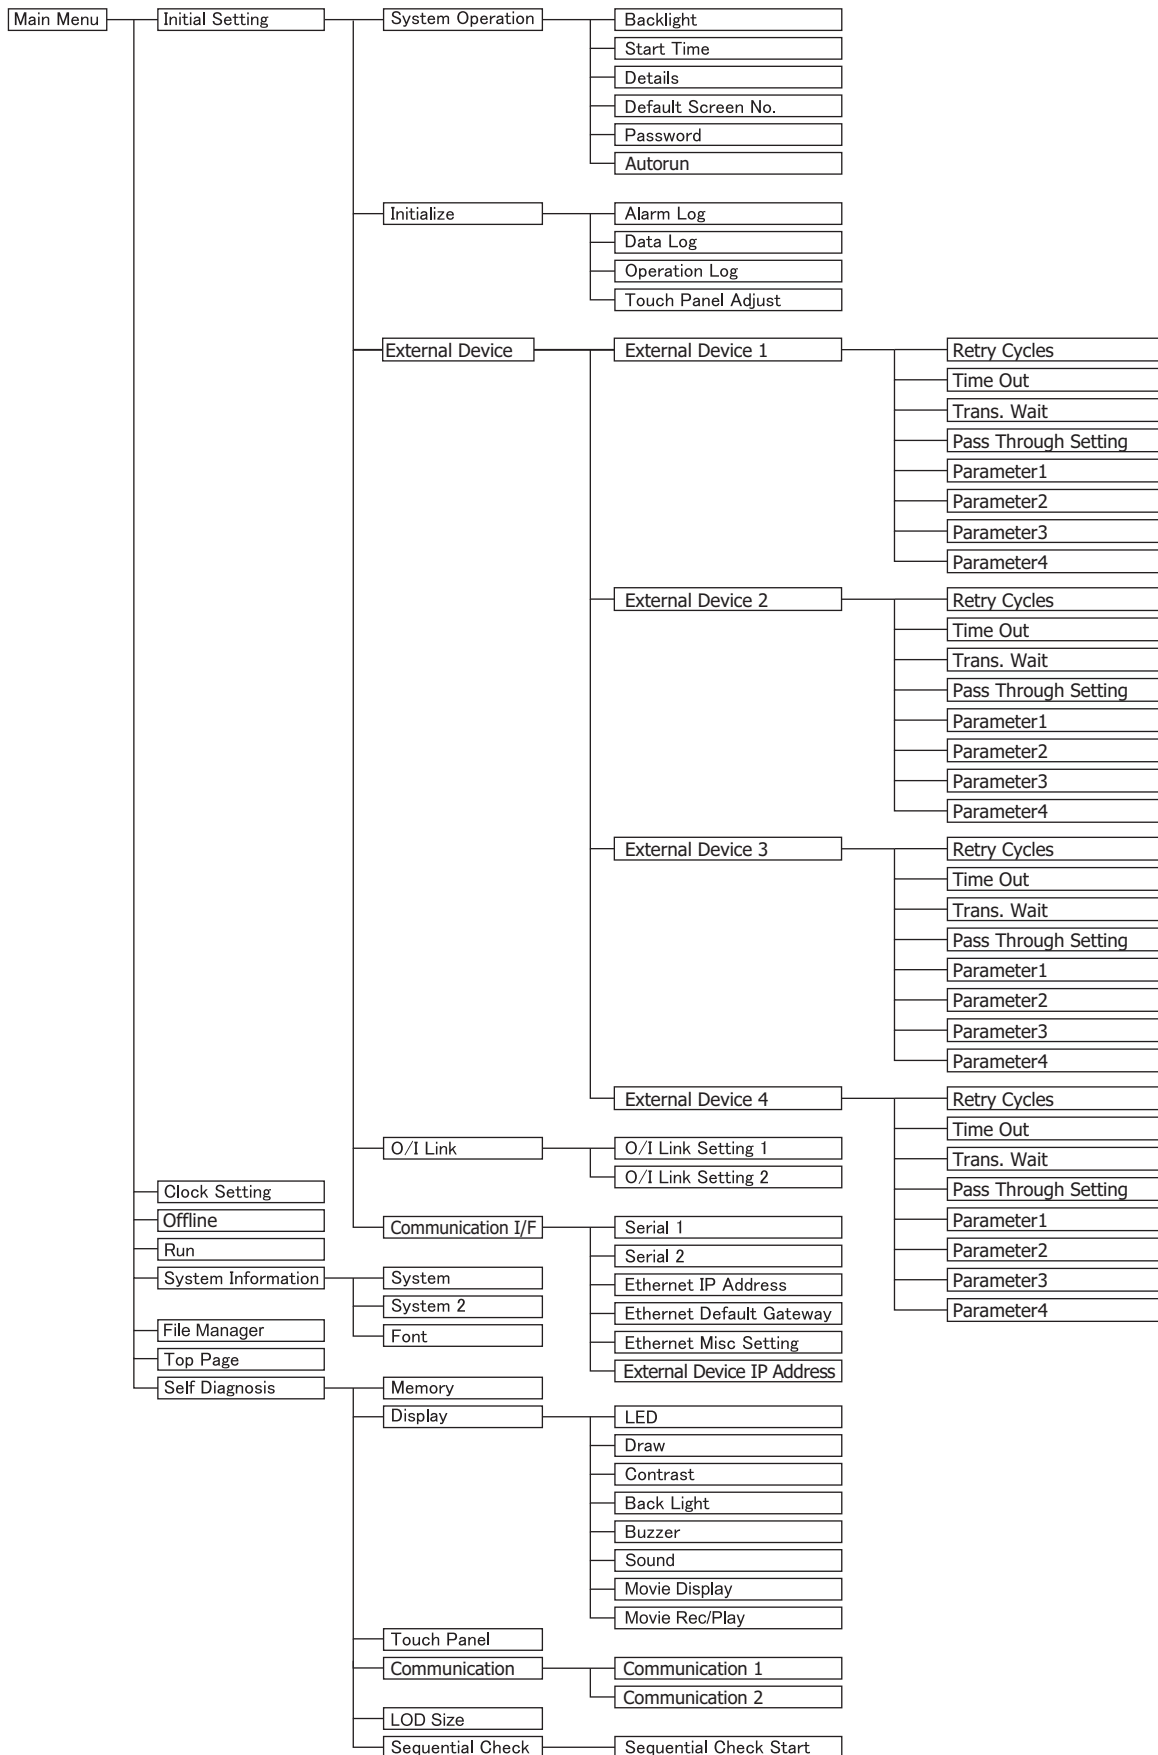 Main Menu
Initial Setting
System Operation
Backlight
Start Time
Details
Default Screen No.
Password
Autorun
Initialize
Alarm Log
Data Log
Operation Log
Touch Panel Adjust
External Device
External Device 1
Retry Cycles
Time Out
Trans. Wait
Pass Through Setting
Parameter1
Parameter2
Parameter3
Parameter4
External Device 2
Retry Cycles
Time Out
Trans. Wait
Pass Through Setting
Parameter1
Parameter2
Parameter3
Parameter4
External Device 3
Retry Cycles
Time Out
Trans. Wait
Pass Through Setting
Parameter1
Parameter2
Parameter3
Parameter4
External Device 4
Retry Cycles
Time Out
Trans. Wait
Pass Through Setting
Parameter1
Parameter2
Parameter3
Parameter4
O/I Link
O/I Link Setting 1
O/I Link Setting 2
Communication I/F
Serial 1
Serial 2
Ethernet IP Address
Ethernet Default Gateway
Ethernet Misc Setting
External Device IP Address
Clock Setting
Offline
Run
System Information
System
System 2
Font
File Manager
Top Page
Self Diagnosis
Memory
Display
LED
Draw
Contrast
Back Light
Buzzer
Sound
Movie Display
Movie Rec/Play
Touch Panel
Communication
Communication 1
Communication 2
LOD Size
Sequential Check
Sequential Check Start